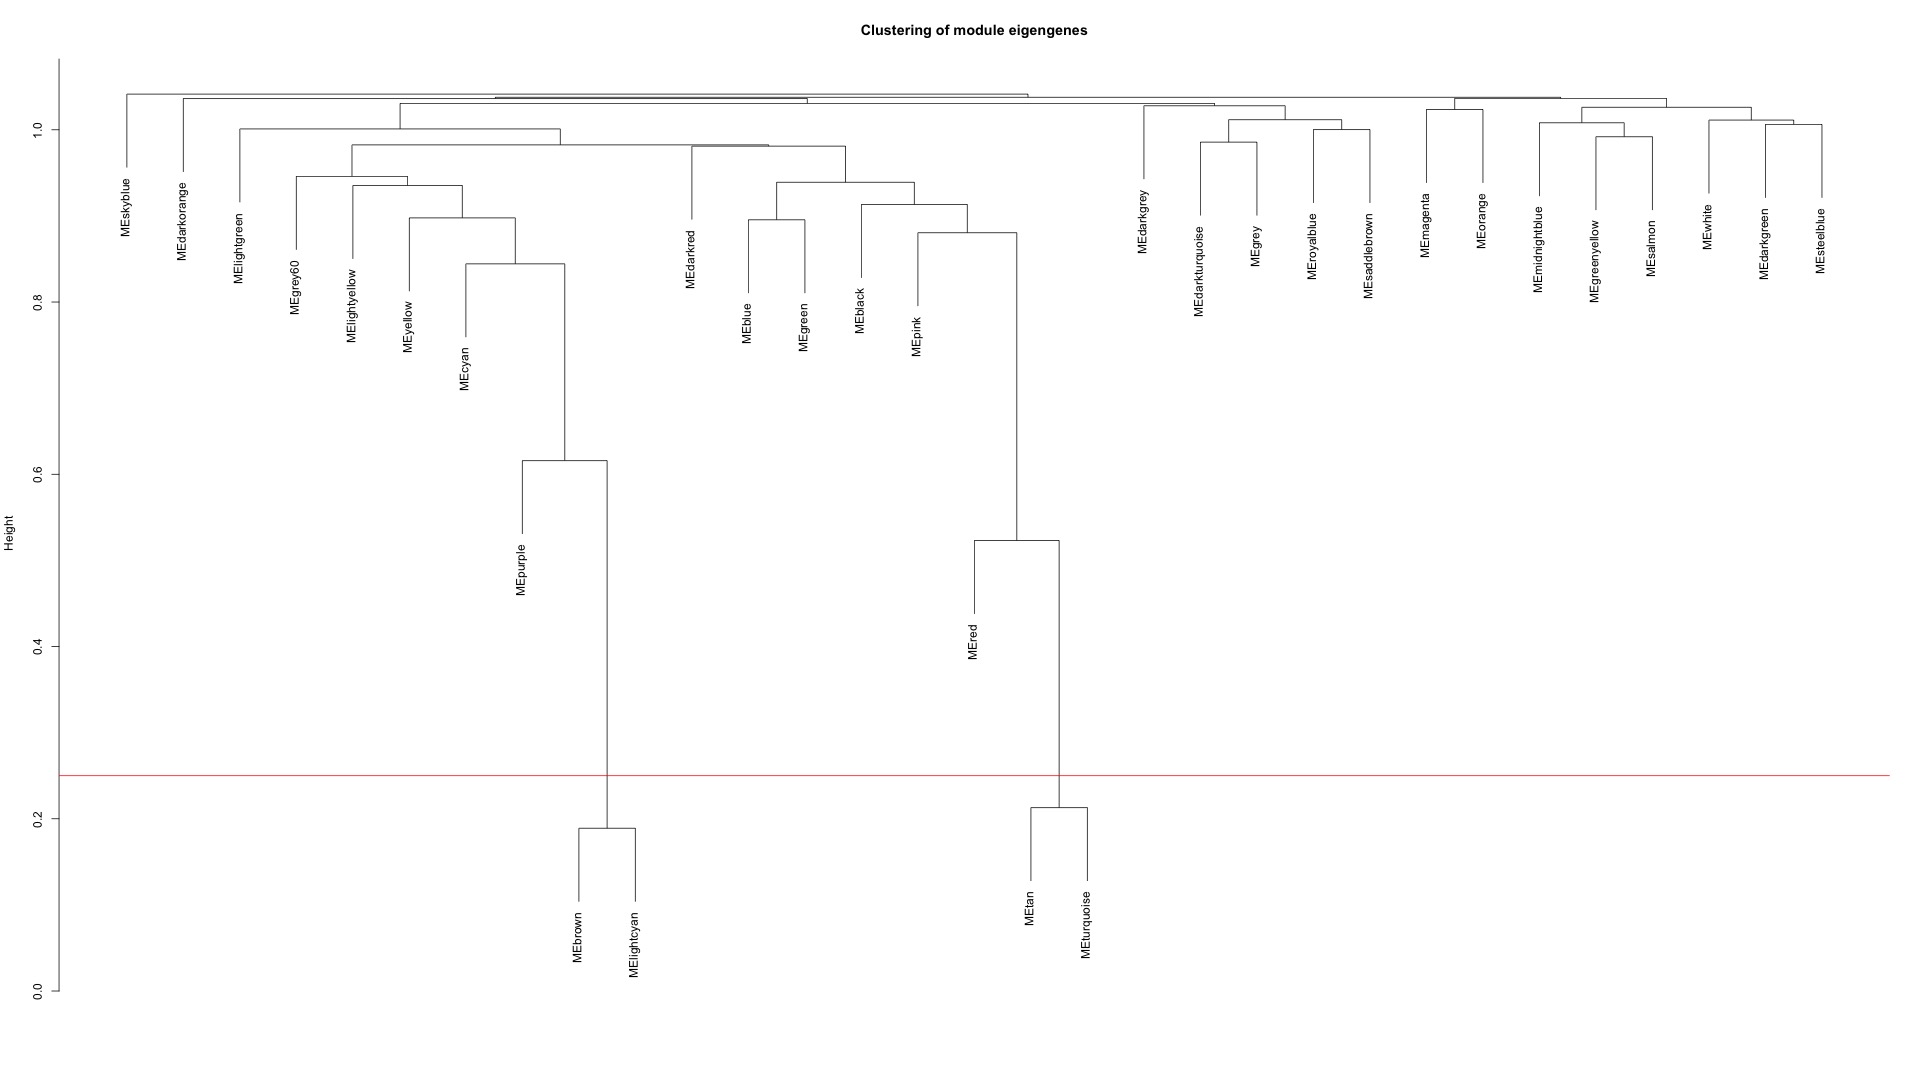 Clustering of module eigengenes
Height
1.0
0.8
0.6
0.4
0.2
0.0
MEskyblue
MEdarkorange
MElightgreen
MEgrey60
MElightyellow
MEyellow
MEcyan
MEpurple
MEbrown
MElightcyan
MEdarkred
MEblue
MEgreen
MEblack
MEpink
MEred
MEtan
MEturquoise
MEdarkgrey
MEdarkturquoise
MEgrey
MEroyalblue
MEsaddlebrown
MEmagenta
MEorange
MEmidnightblue
MEgreenyellow
MEsalmon
MEwhite
MEdarkgreen
MEsteelblue